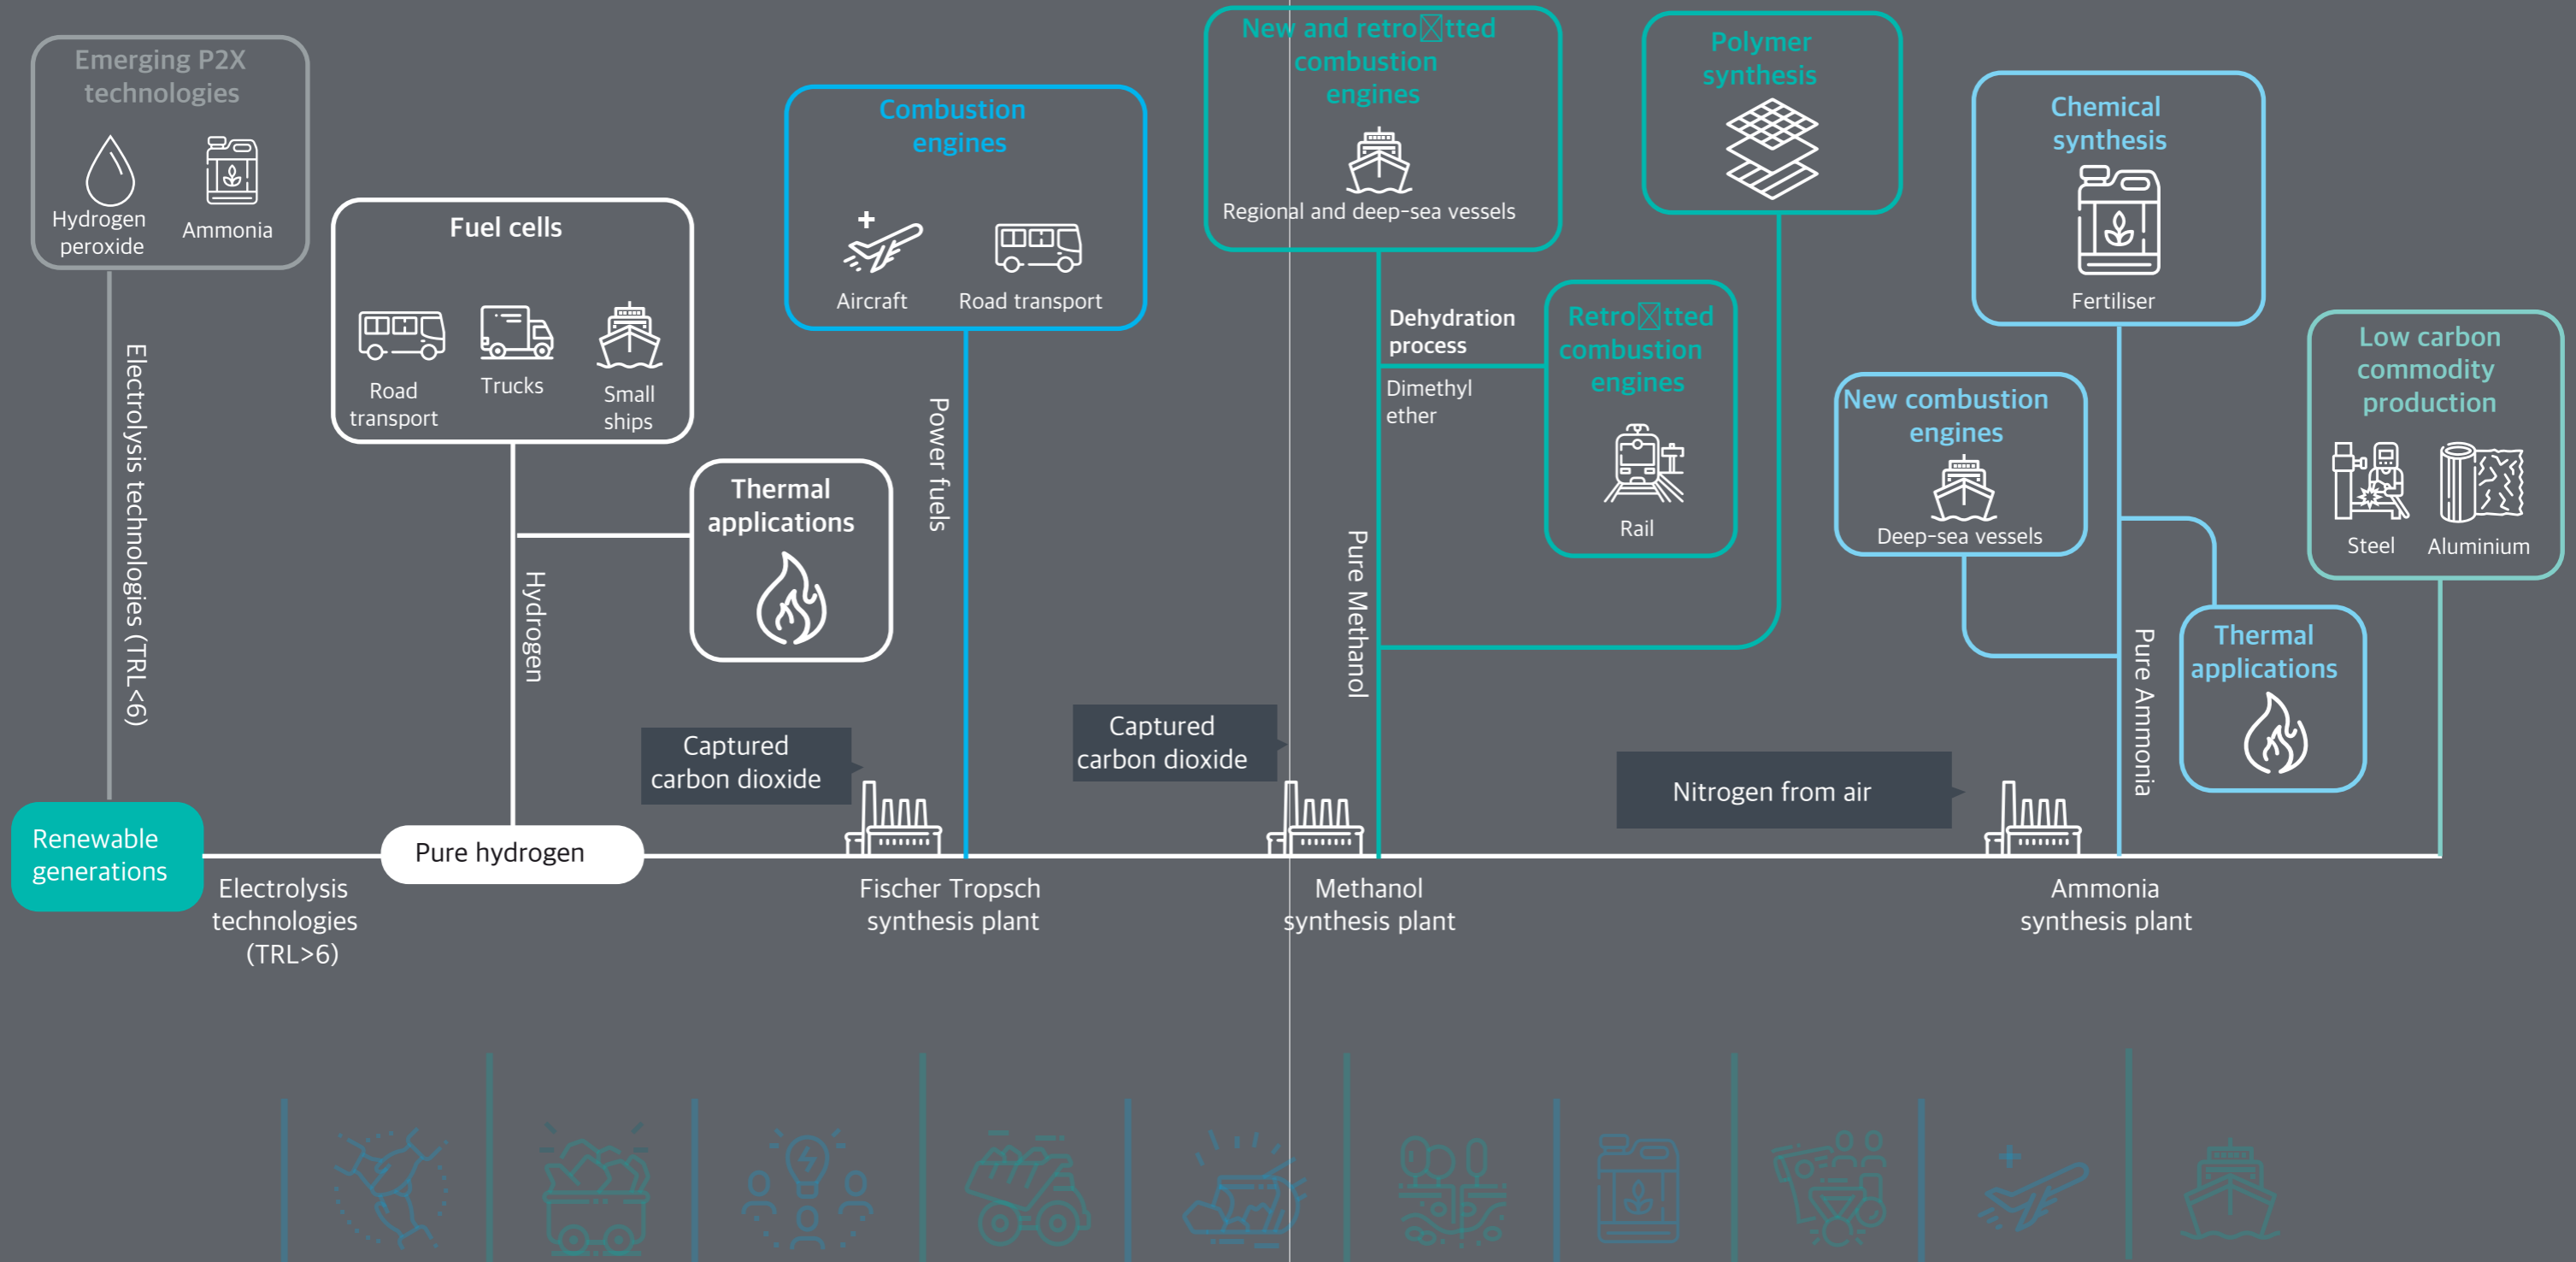 Emerging P2X
technologies
Hydrogen
peroxide
Ammonia
Electrolysis technologies (TRL<6)
Renewable
generations
Electrolysis
technologies
(TRL>6)
Fuel cells
Road
transport
Trucks
Small
ships
Hydrogen
Thermal
applications
Pure hydrogen
Combustion
engines
Aircraft
Road transport
Power fuels
Captured
carbon dioxide
Fischer Tropsch
synthesis plant
New and retro☒tted
combustion
engines
Regional and deep-sea vessels
Dehydration
process
Dimethyl
ether
Retro☒tted
combustion
engines
Rail
Polymer
synthesis
Pure Methanol
Captured
carbon dioxide
Methanol
synthesis plant
Chemical
synthesis
Fertiliser
New combustion
engines
Deep-sea vessels
Pure Ammonia
Thermal
applications
Nitrogen from air
Ammonia
synthesis plant
Low carbon
commodity
production
Steel
Aluminium